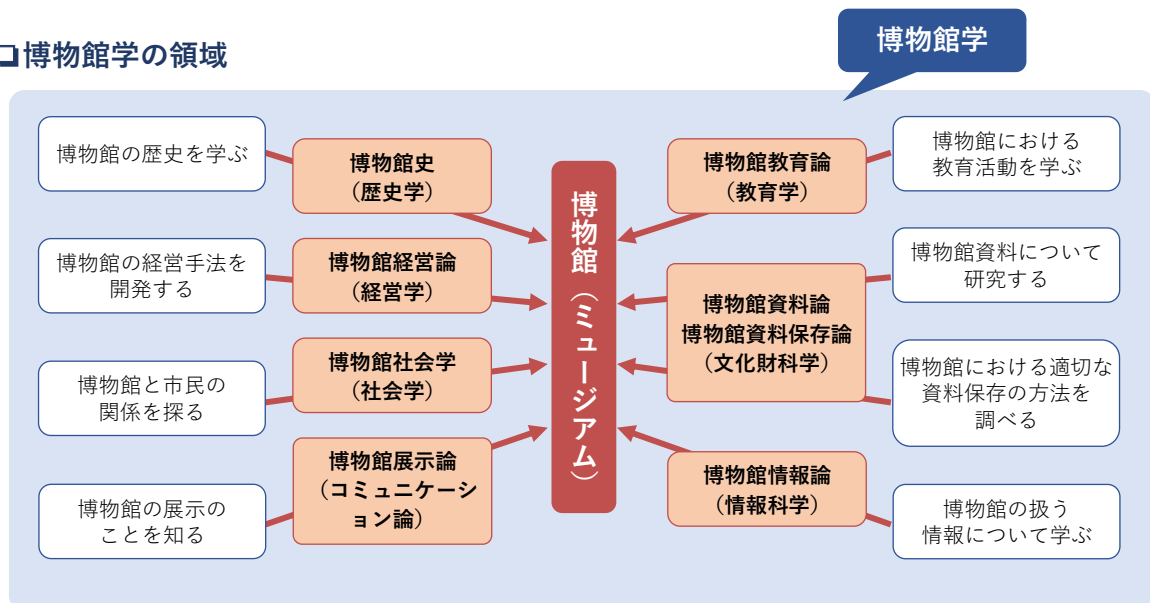 ❏博物館学の領域
博物館学
博物館の歴史を学ぶ
博物館の経営手法を
開発する
博物館と市民の
関係を探る
博物館の展示の
ことを知る
博物館史
（歴史学）
博物館経営論
（経営学）
博物館社会学
（社会学）
博物館展示論
（コミュニケーシ
ョン論）
博物館（ミュージアム）
博物館教育論
（教育学）
博物館資料論
博物館資料保存論
（文化財科学）
博物館情報論
（情報科学）
博物館における
教育活動を学ぶ
博物館資料について
研究する
博物館における適切な
資料保存の方法を
調べる
博物館の扱う
情報について学ぶ